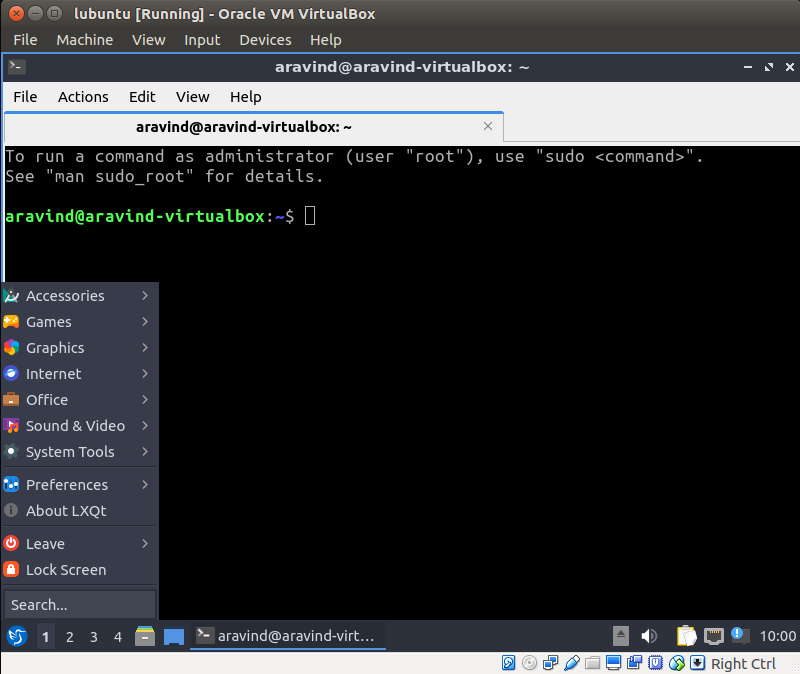 lubuntu [Running] - Oracle VM VirtualBox
File Machine View Input Devices Help
aravind@aravind-virtualbox: ~
File Actions Edit View Help
aravind@aravind-virtualbox: ~
To run a command as administrator (user "root"), use "sudo <command>".
See "man sudo_root" for details.
aravind@aravind-virtualbox:~$
Accessories
Games
Graphics
Internet
Office
Sound & Video
System Tools
Preferences
About LXQt
Leave
Lock Screen
Search...
1 2 3 4 aravind@aravind-virt... 10:00
Right Ctrl